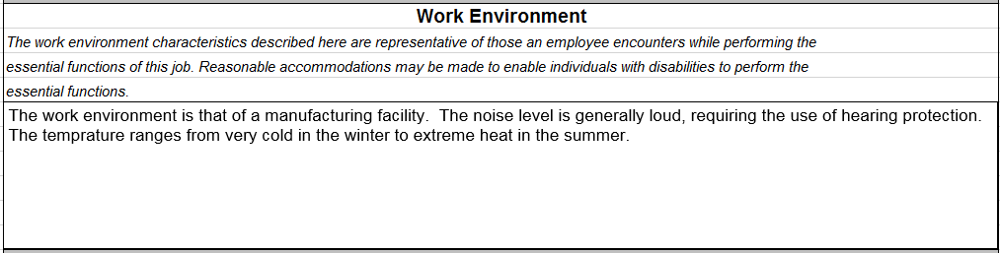 Work Environment
The work environment characteristics described here are representative of those an employee encounters while performing the
essential functions of this job. Reasonable accommodations may be made to enable individuals with disabilities to perform the
essential functions.
The work environment is that of a manufacturing facility.  The noise level is generally loud, requiring the use of hearing protection.
The temprature ranges from very cold in the winter to extreme heat in the summer.